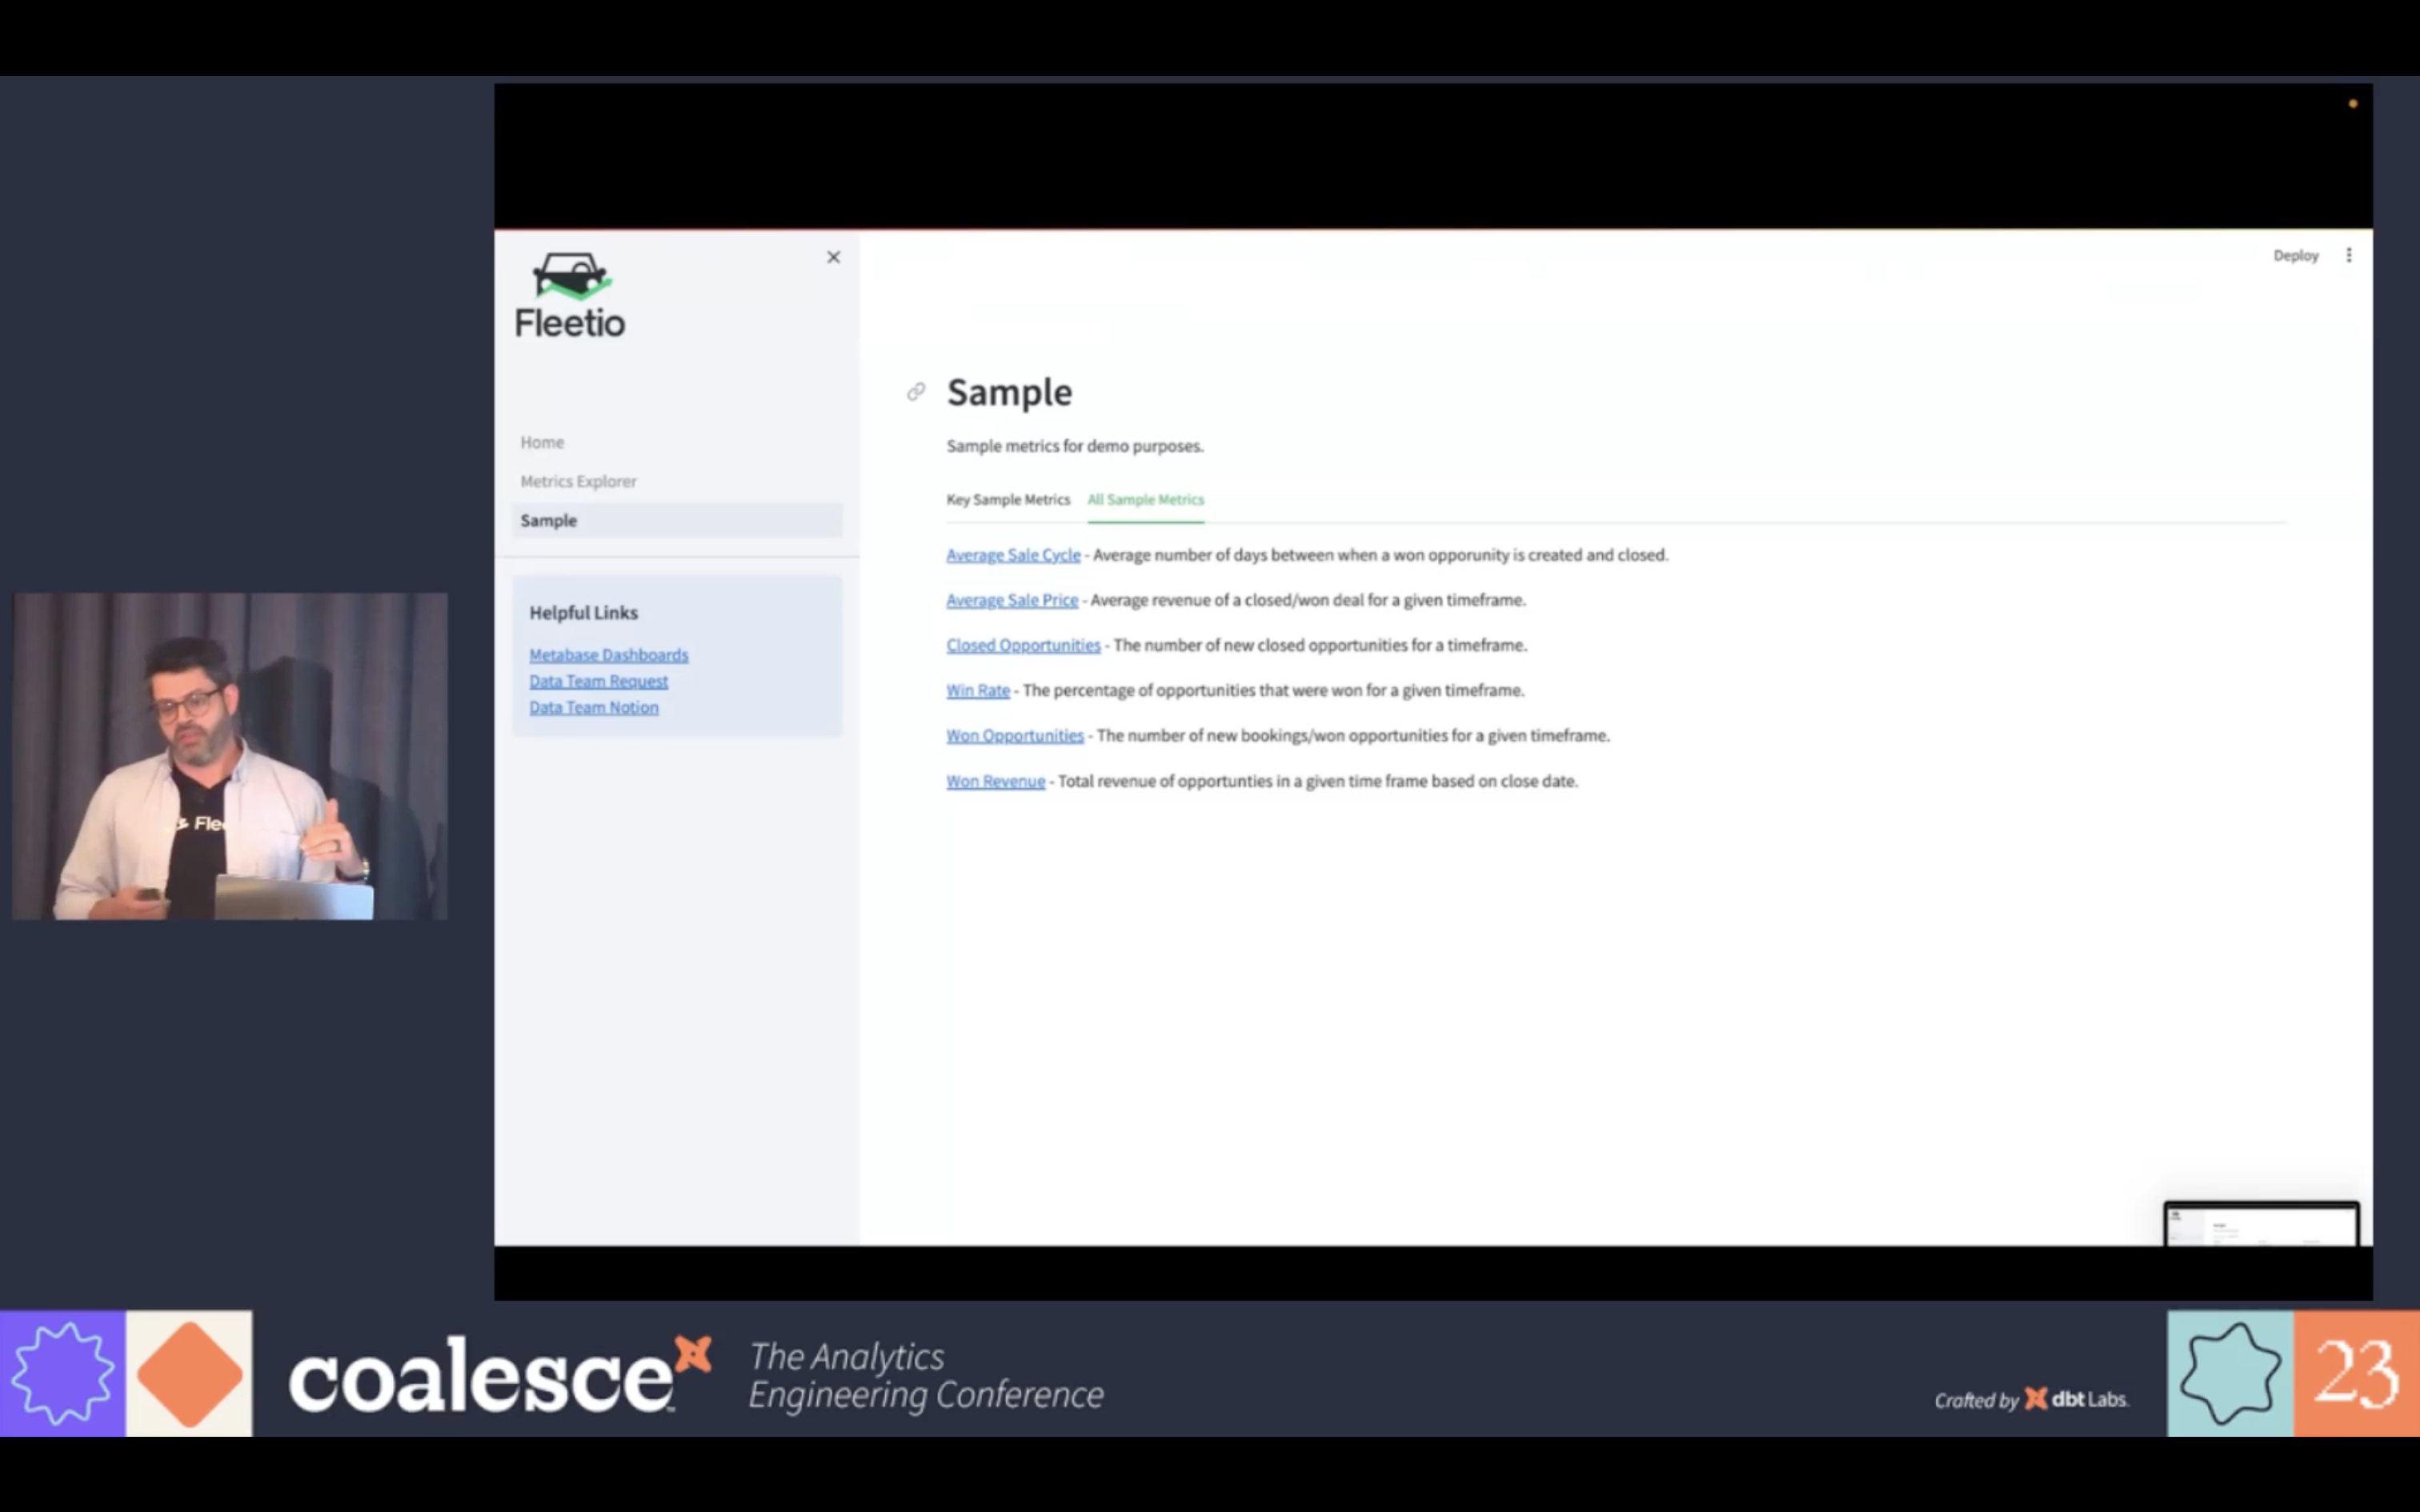 Fleetio
Deploy
Home
Metrics Explorer
Sample
Helpful Links
Metabase Dashboards
Data Team Request
Data Team Notion
Sample
Sample metrics for demo purposes.
Key Sample Metrics All Sample Metrics
Average Sale Cycle - Average number of days between when a won opporunity is created and closed.
Average Sale Price - Average revenue of a closed/won deal for a given timeframe.
Closed Opportunities - The number of new closed opportunities for a timeframe.
Win Rate - The percentage of opportunities that were won for a given timeframe.
Won Opportunities - The number of new bookings/won opportunities for a given timeframe.
Won Revenue - Total revenue of opportunties in a given time frame based on close date.
Flee
coalesce
The Analytics
Engineering Conference
Crafted by dbt Labs.
23